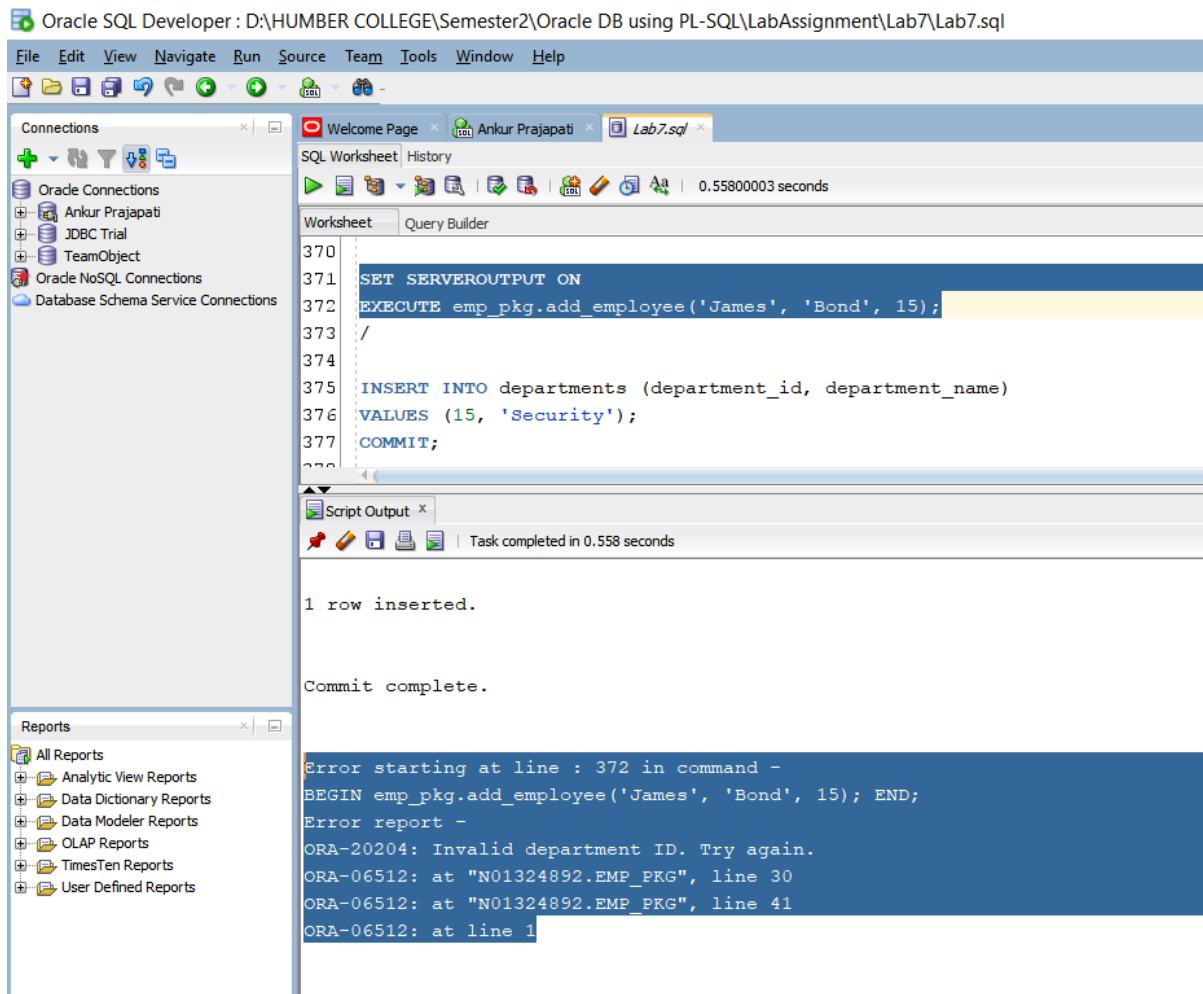 Oracle SQL Developer : D:\HUMBER COLLEGE\Semester2\Oracle DB using PL-SQL\LabAssignment\Lab7\Lab7.sql
File Edit View Navigate Run Source Team Tools Window Help
Connections
Oracle Connections
Ankur Prajapati
JDBC Trial
TeamObject
Oracle NoSQL Connections
Database Schema Service Connections
Reports
All Reports
Analytic View Reports
Data Dictionary Reports
Data Modeler Reports
OLAP Reports
TimesTen Reports
User Defined Reports
Welcome Page Ankur Prajapati Lab7.sql
SQL Worksheet History
0.55800003 seconds
Worksheet Query Builder
370
371 SET SERVEROUTPUT ON
372 EXECUTE emp_pkg.add_employee('James', 'Bond', 15);
373 /
374
375 INSERT INTO departments (department_id, department_name)
376 VALUES (15, 'Security');
377 COMMIT;
Script Output
Task completed in 0.558 seconds
1 row inserted.
Commit complete.
Error starting at line : 372 in command -
BEGIN emp_pkg.add_employee('James', 'Bond', 15); END;
Error report -
ORA-20204: Invalid department ID. Try again.
ORA-06512: at "N01324892.EMP_PKG", line 30
ORA-06512: at "N01324892.EMP_PKG", line 41
ORA-06512: at line 1